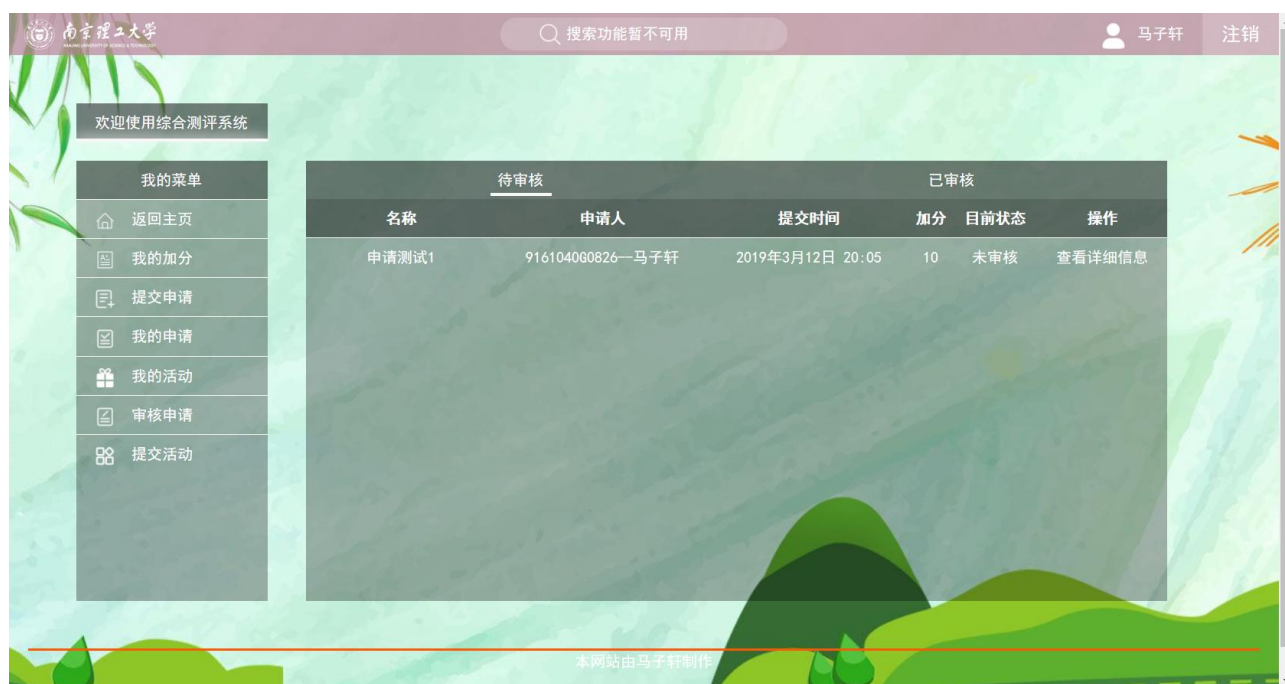 南京理工大学
NANJING UNIVERSITY OF SCIENCE & TECHNOLOGY
搜索功能暂不可用
马子轩
注销
欢迎使用综合测评系统
我的菜单
返回主页
我的加分
提交申请
我的申请
我的活动
审核申请
提交活动
待审核 已审核
名称 申请人 提交时间 加分 目前状态 操作
申请测试1 916104OG0826--马子轩 2019年3月12日 20:05 10 未审核 查看详细信息
本网站由马子轩制作